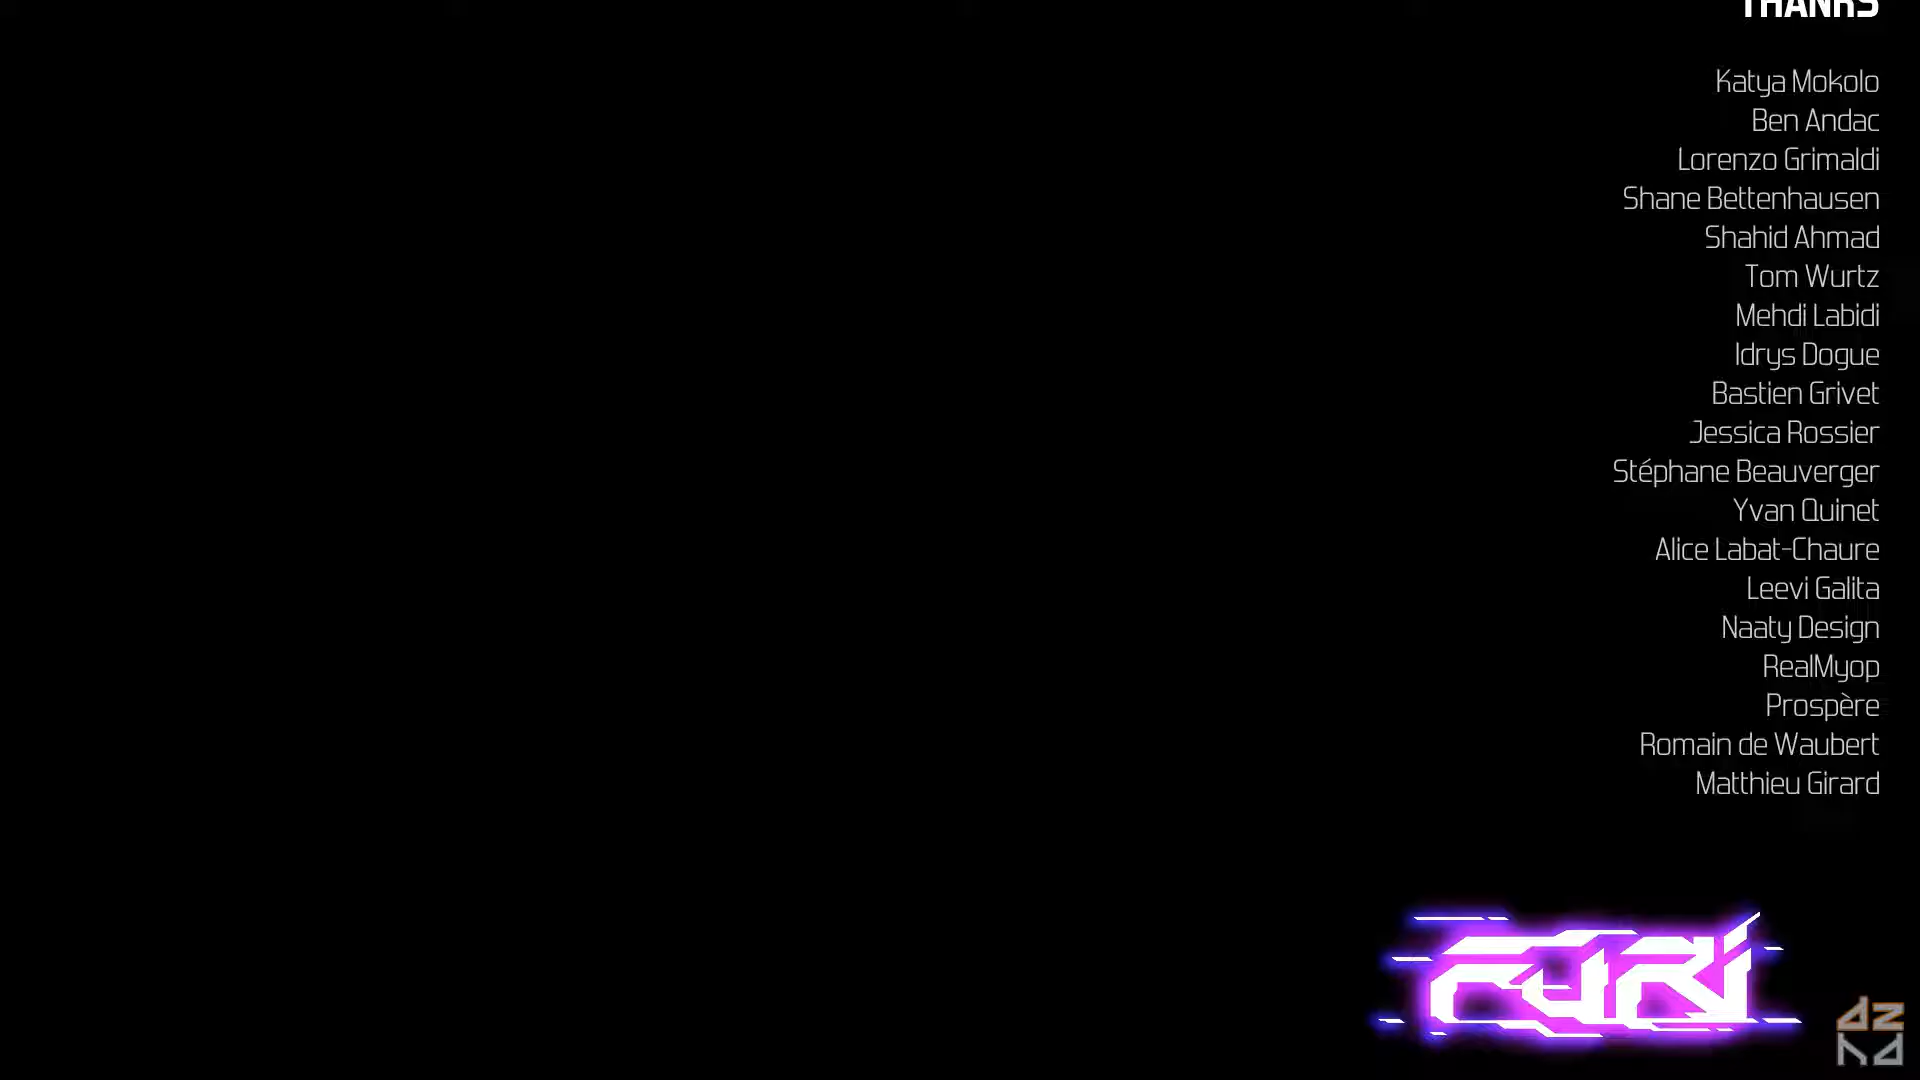 THANKS
Katya Mokolo
Ben Andac
Lorenzo Grimaldi
Shane Bettenhausen
Shahid Ahmad
Tom Wurtz
Mehdi Labidi
Idrys Dogue
Bastien Grivet
Jessica Rossier
Stéphane Beauverger
Yvan Quinet
Alice Labat-Chaure
Leevi Galita
Naaty Design
RealMyop
Prospère
Romain de Waubert
Matthieu Girard
FURI